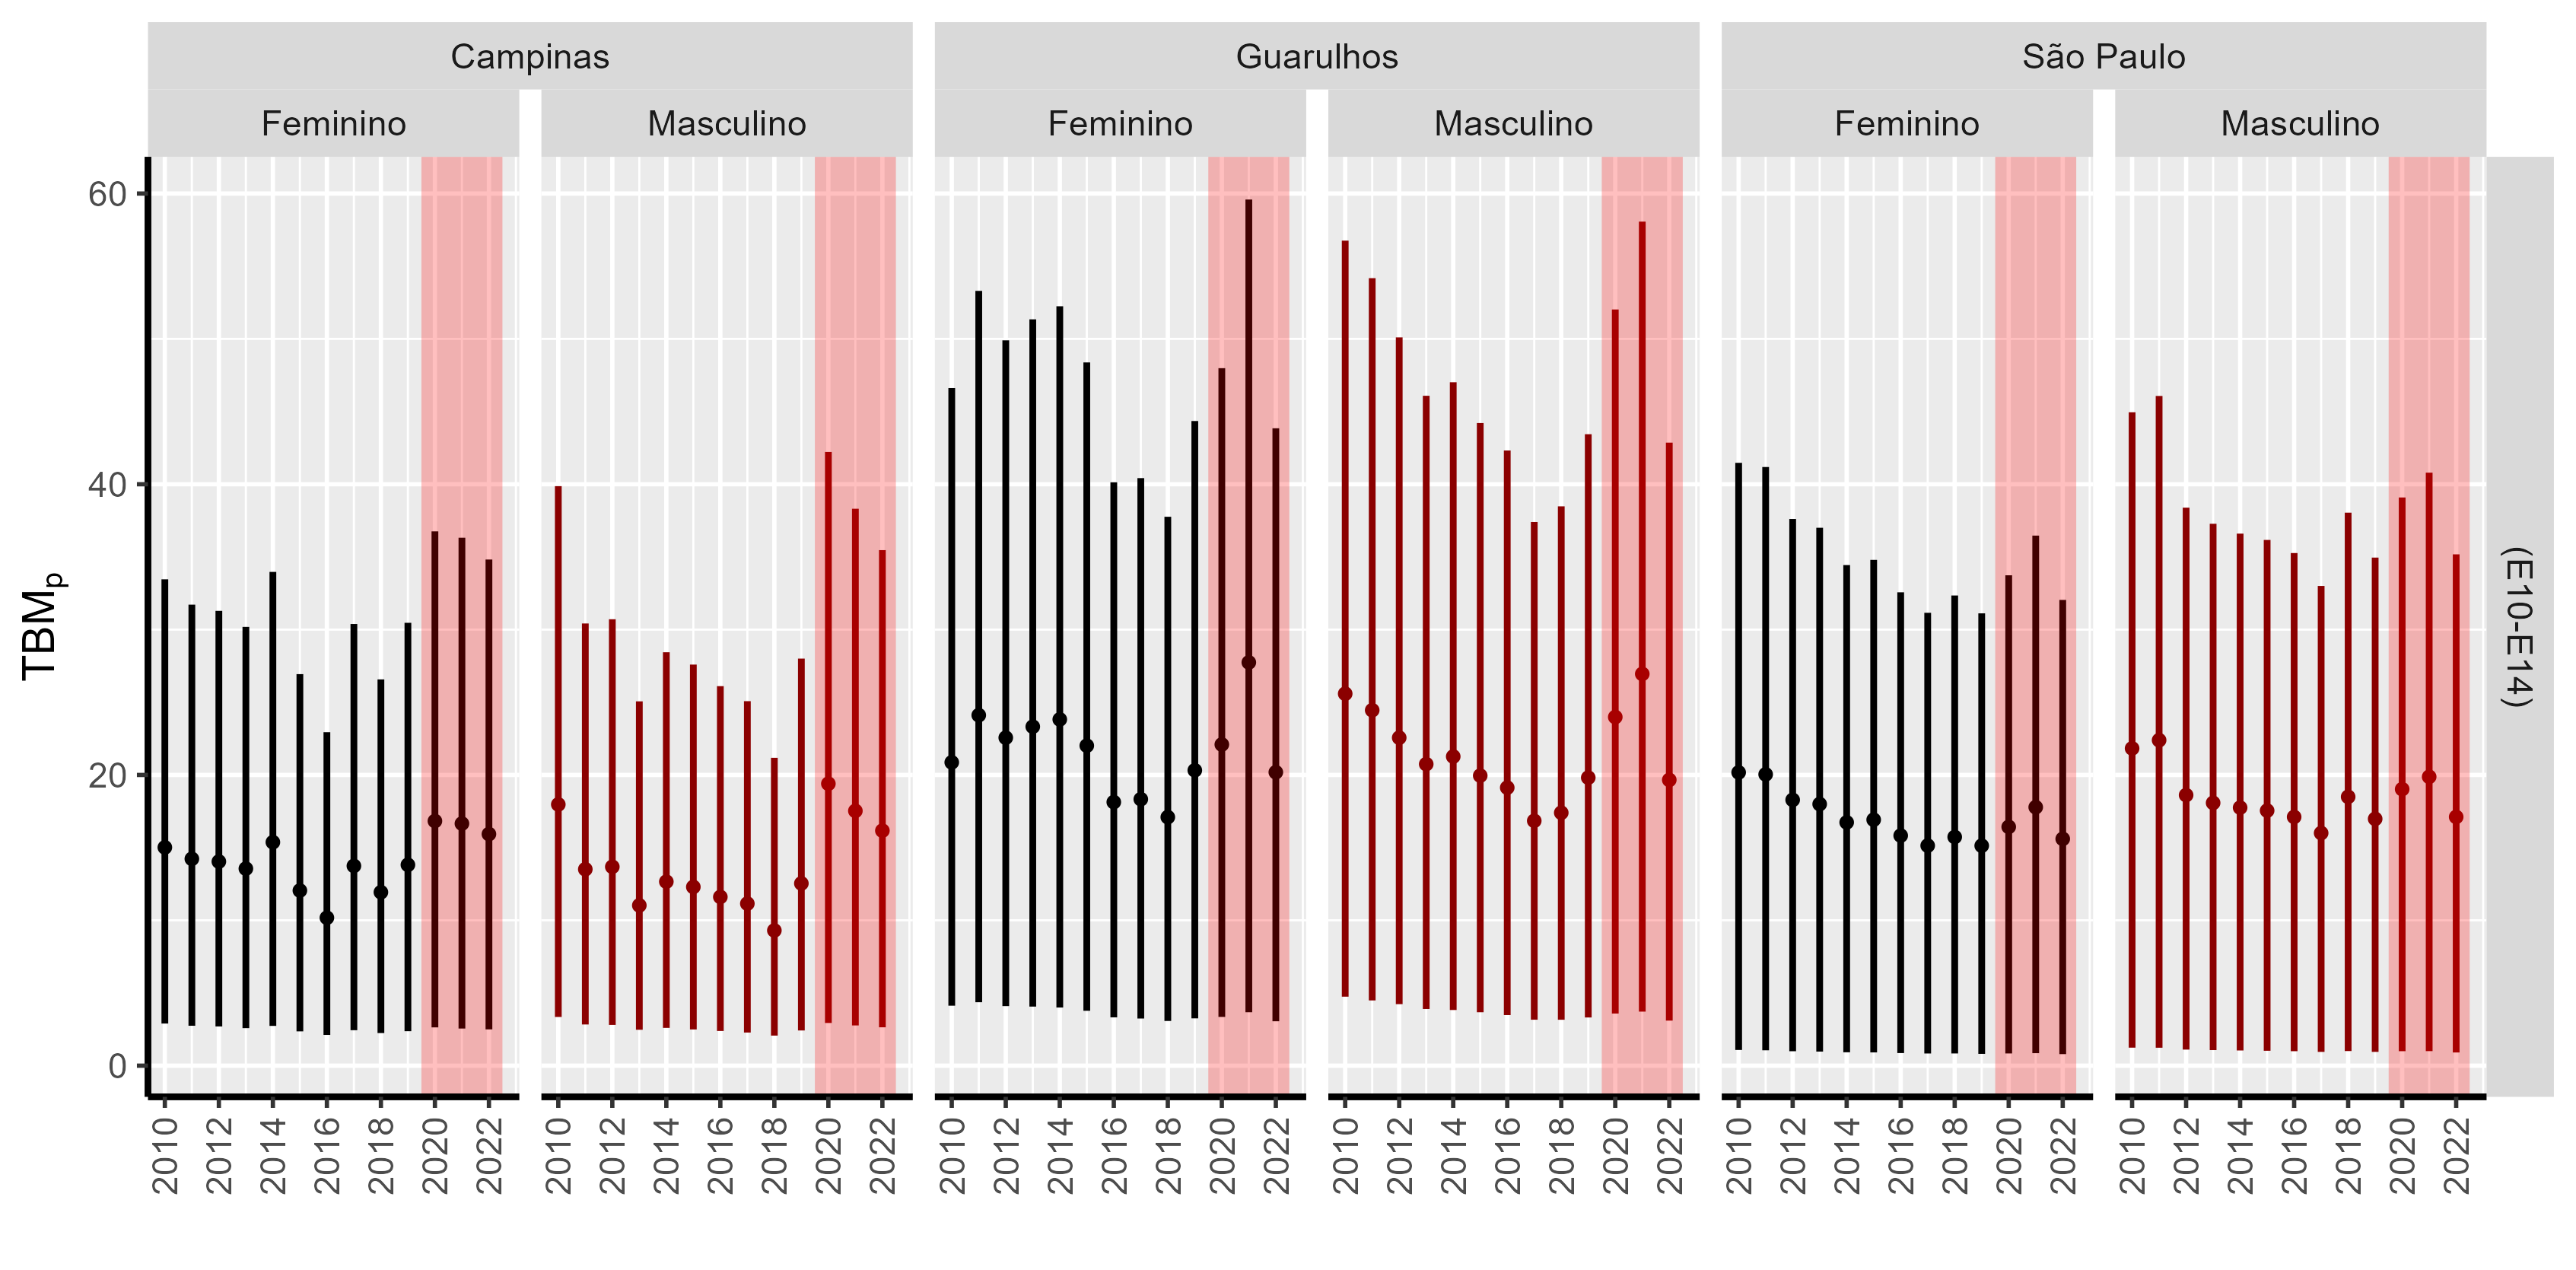 Campinas Guarulhos São Paulo
Feminino Masculino Feminino Masculino Feminino Masculino
60
40
20
0
TBMp
(E10-E14)
2010 2012 2014 2016 2018 2020 2022 2010 2012 2014 2016 2018 2020 2022 2010 2012 2014 2016 2018 2020 2022 2010 2012 2014 2016 2018 2020 2022 2010 2012 2014 2016 2018 2020 2022 2010 2012 2014 2016 2018 2020 2022